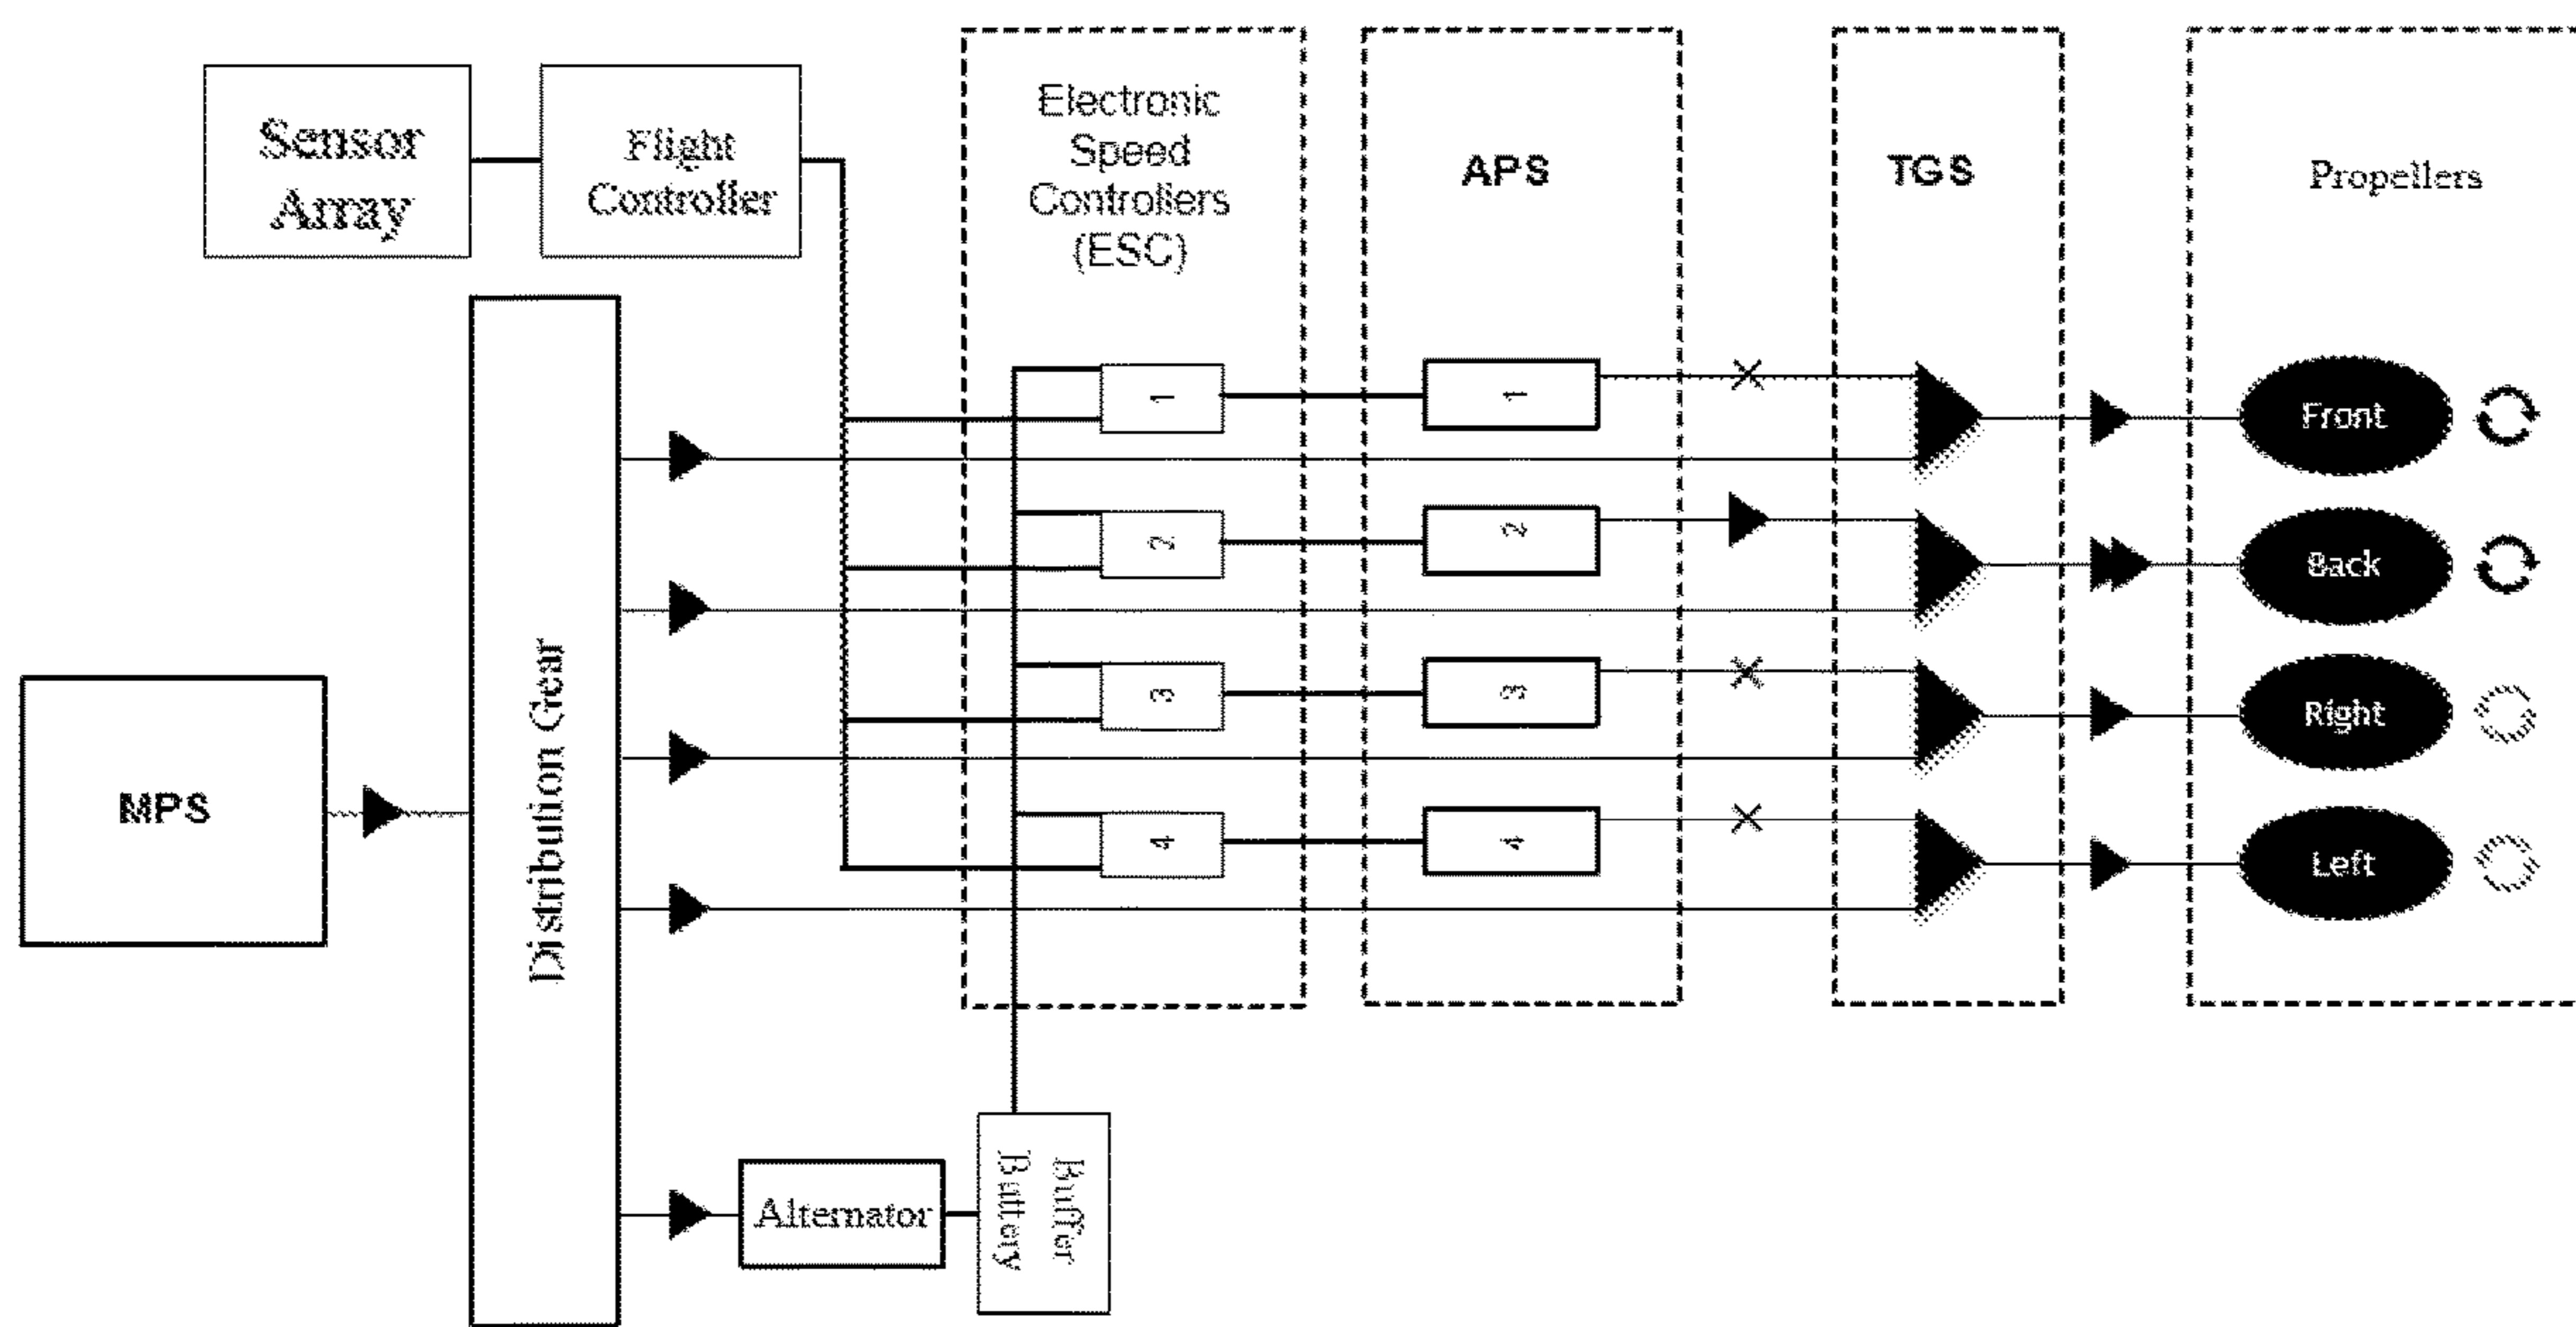 Sensor
Array
Flight
Controller
Electronic
Speed
Controllers
(ESC)
APS
TGS
Propellers
1
1
Front
2
2
Back
3
3
Right
4
4
Left
MPS
Distribution Gear
Alternator
Buffer
Battery